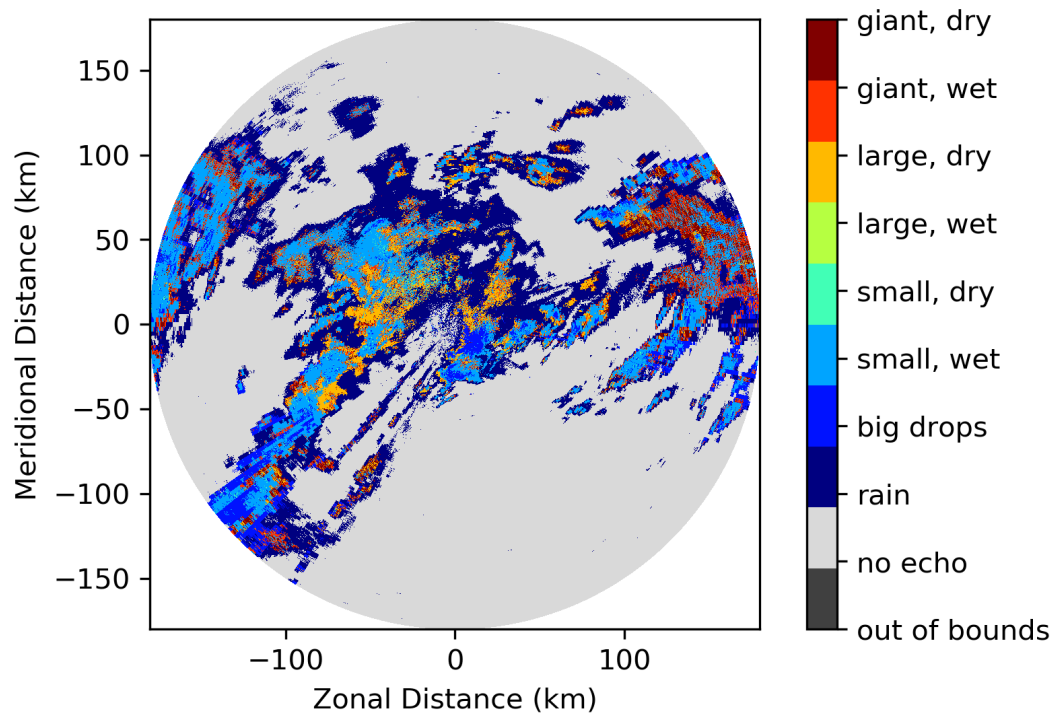 150
100
50
0
−50
−100
−150
−100
0
100
Meridional Distance (km)
Zonal Distance (km)
giant, dry
giant, wet
large, dry
large, wet
small, dry
small, wet
big drops
rain
no echo
out of bounds